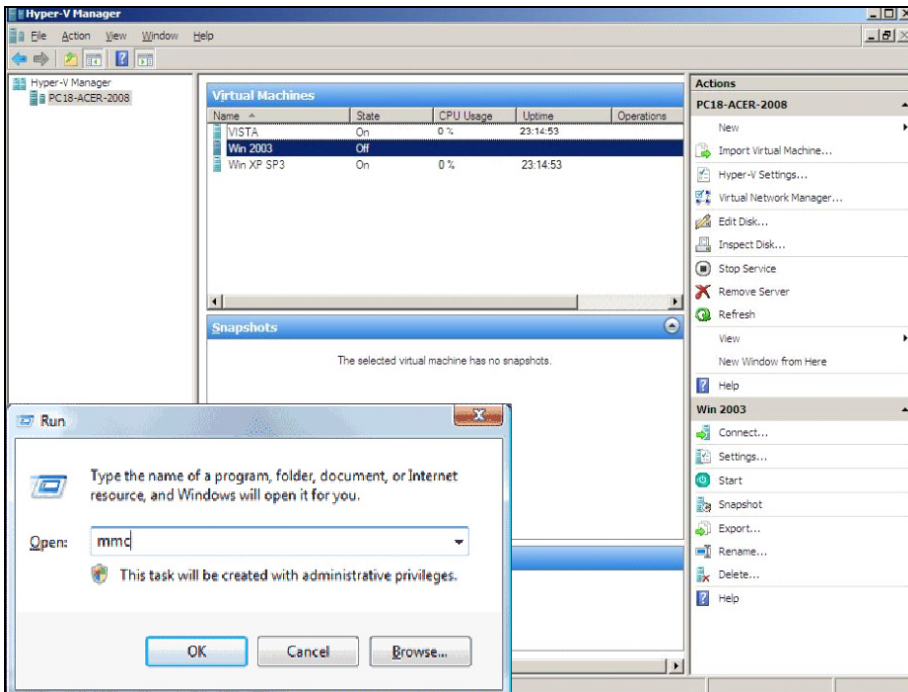 Hyper-V Manager
File Action View Window Help
Hyper-V Manager
PC18-ACER-2008
Virtual Machines
Name State CPU Usage Uptime Operations
VISTA On 0 % 23:14:53
Win 2003 Off
Win XP SP3 On 0 % 23:14:53
Snapshots
The selected virtual machine has no snapshots.
Actions
PC18-ACER-2008
New
Import Virtual Machine...
Hyper-V Settings...
Virtual Network Manager...
Edit Disk...
Inspect Disk...
Stop Service
Remove Server
Refresh
View
New Window from Here
Help
Win 2003
Connect...
Settings...
Start
Snapshot
Export...
Rename...
Delete...
Help
Run
Type the name of a program, folder, document, or Internet
resource, and Windows will open it for you.
Open: mmc
This task will be created with administrative privileges.
OK Cancel Browse...